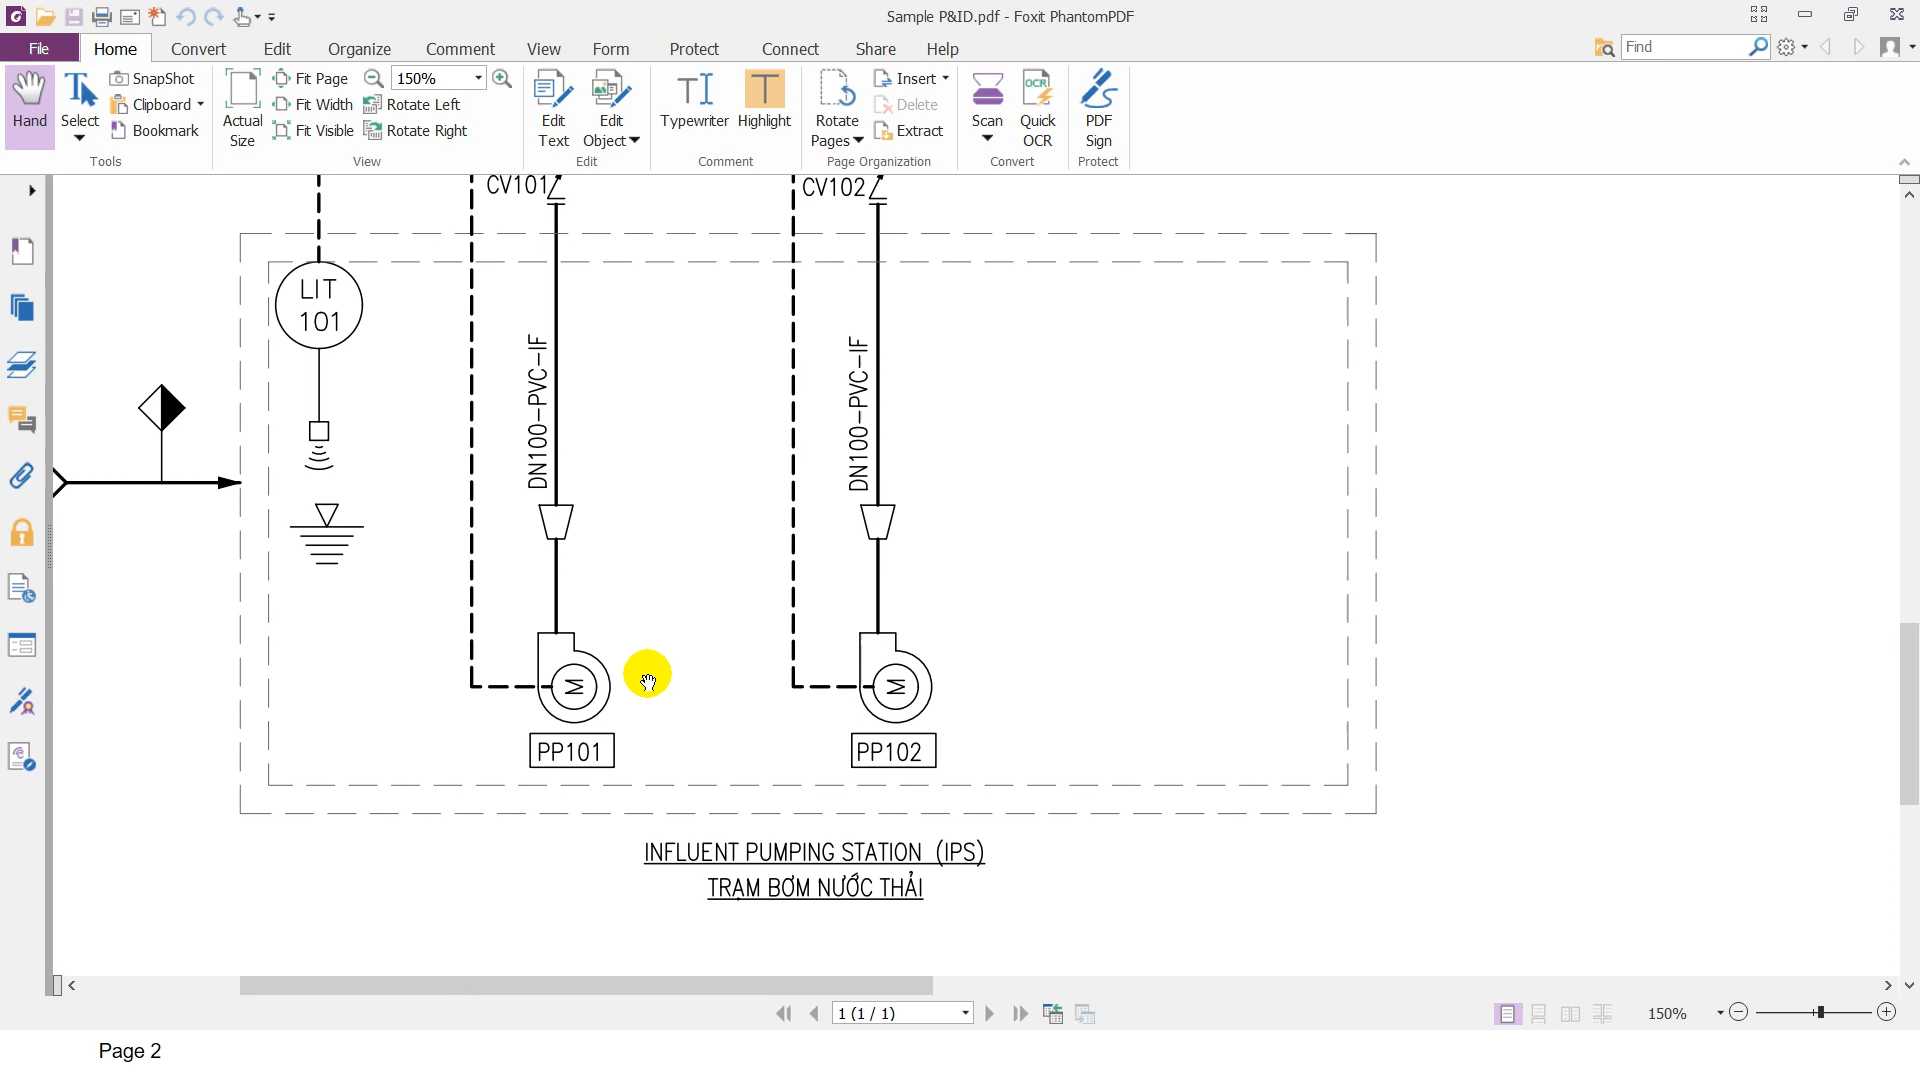 Sample P&ID.pdf - Foxit PhantomPDF
File
Home
Convert
Edit
Organize
Comment
View
Form
Protect
Connect
Share
Help
Find
Hand
Select
SnapShot
Clipboard
Bookmark
Tools
Actual
Size
Fit Page
Fit Width
Fit Visible
150%
Rotate Left
Rotate Right
View
Edit
Text
Edit
Object
Edit
Typewriter
Highlight
Comment
Rotate
Pages
Insert
Delete
Extract
Page Organization
Scan
OCR
Quick
OCR
Convert
PDF
Sign
Protect
CV101
CV102
LIT
101
DN100-PVC-IF
DN100-PVC-IF
M
M
PP101
PP102
INFLUENT PUMPING STATION (IPS)
TRẠM BƠM NƯỚC THẢI
1 (1 / 1)
150%
Page 2